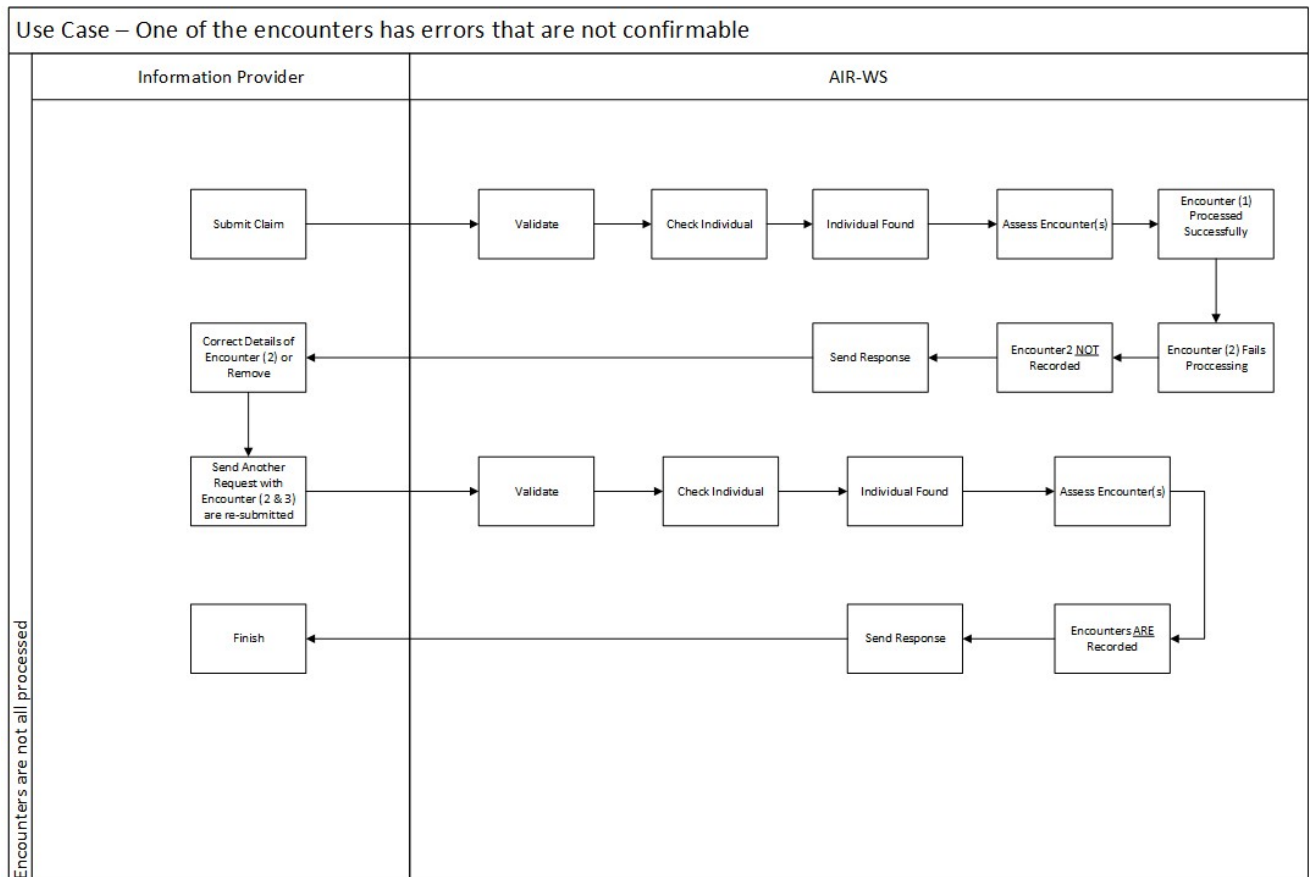 Use Case – One of the encounters has errors that are not confirmable
Information Provider
AIR-WS
Submit Claim
Validate
Check Individual
Individual Found
Assess Encounter(s)
Encounter (1)
Processed
Successfully
Correct Details of
Encounter (2) or
Remove
Send Response
Encounter2 NOT
Recorded
Encounter (2) Fails
Proccessing
Send Another
Request with
Encounter (2 & 3)
are re-submitted
Validate
Check Individual
Individual Found
Assess Encounter(s)
Finish
Send Response
Encounters ARE
Recorded
Encounters are not all processed